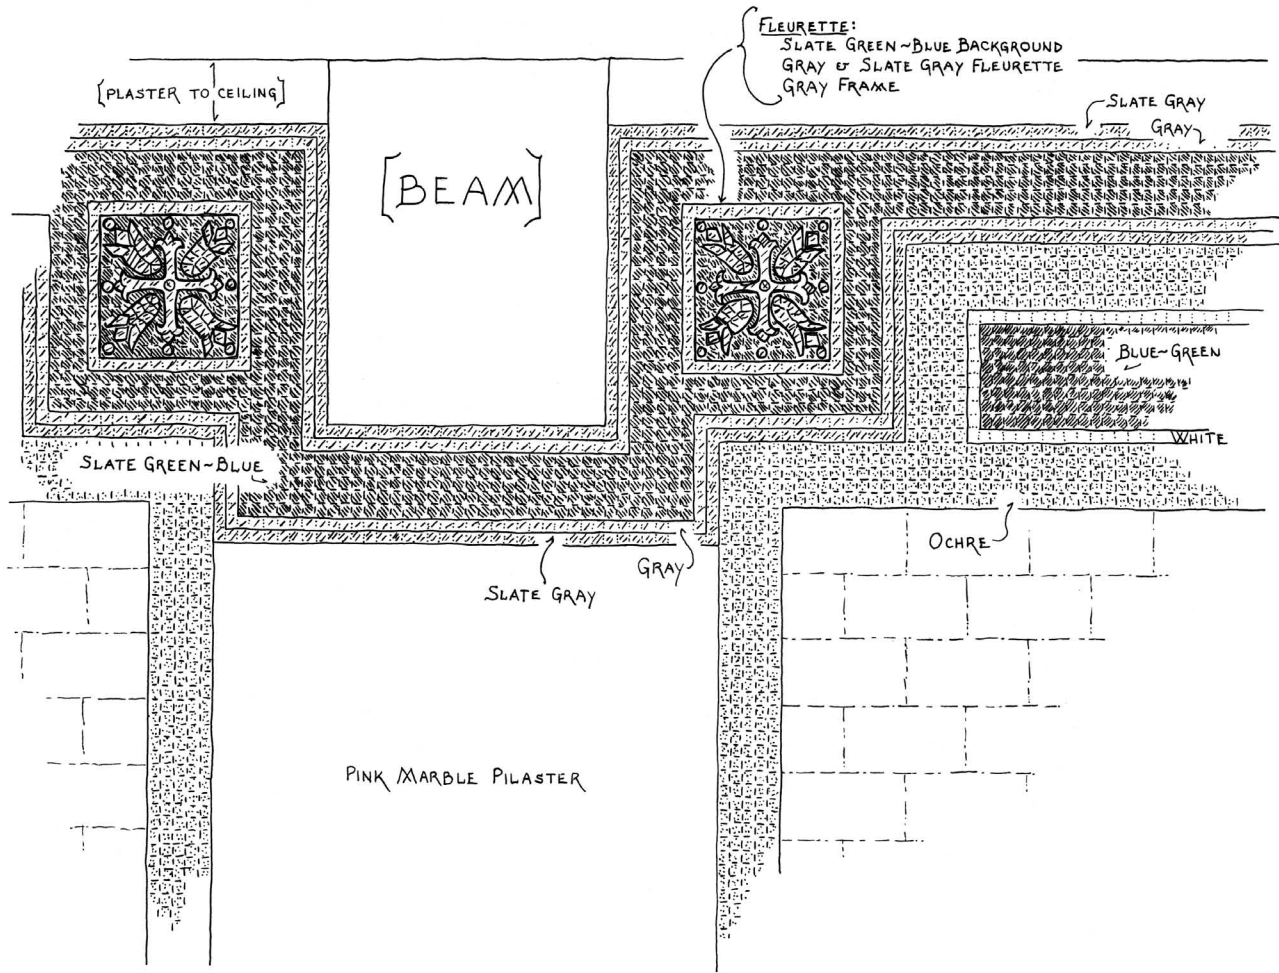 FLEURETTE:
SLATE GREEN~BLUE BACKGROUND
GRAY & SLATE GRAY FLEURETTE
GRAY FRAME
[PLASTER TO CEILING]
SLATE GRAY
GRAY
[BEAM]
BLUE~GREEN
WHITE
SLATE GREEN~BLUE
OCHRE
GRAY
SLATE GRAY
PINK MARBLE PILASTER